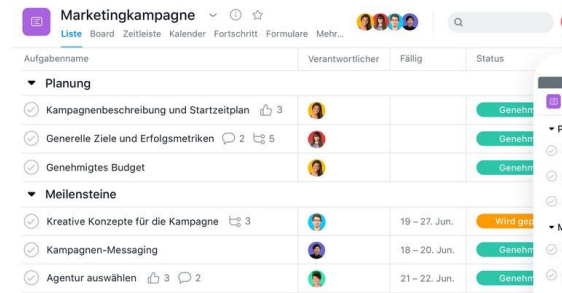 Marketingkampagne
Liste Board Zeitleiste Kalender Fortschritt Formulare Mehr...
Aufgabenname Verantwortlicher Fällig Status
Planung
Kampagnenbeschreibung und Startzeitplan 3 Genehm
Generelle Ziele und Erfolgsmetriken 2 5 Genehm
Genehmigtes Budget Genehm
Meilensteine
Kreative Konzepte für die Kampagne 3 19 – 27. Jun. Wird gep
Kampagnen-Messaging 18 – 20. Jun. Genehm
Agentur auswählen 3 2 21 – 22. Jun. Genehm